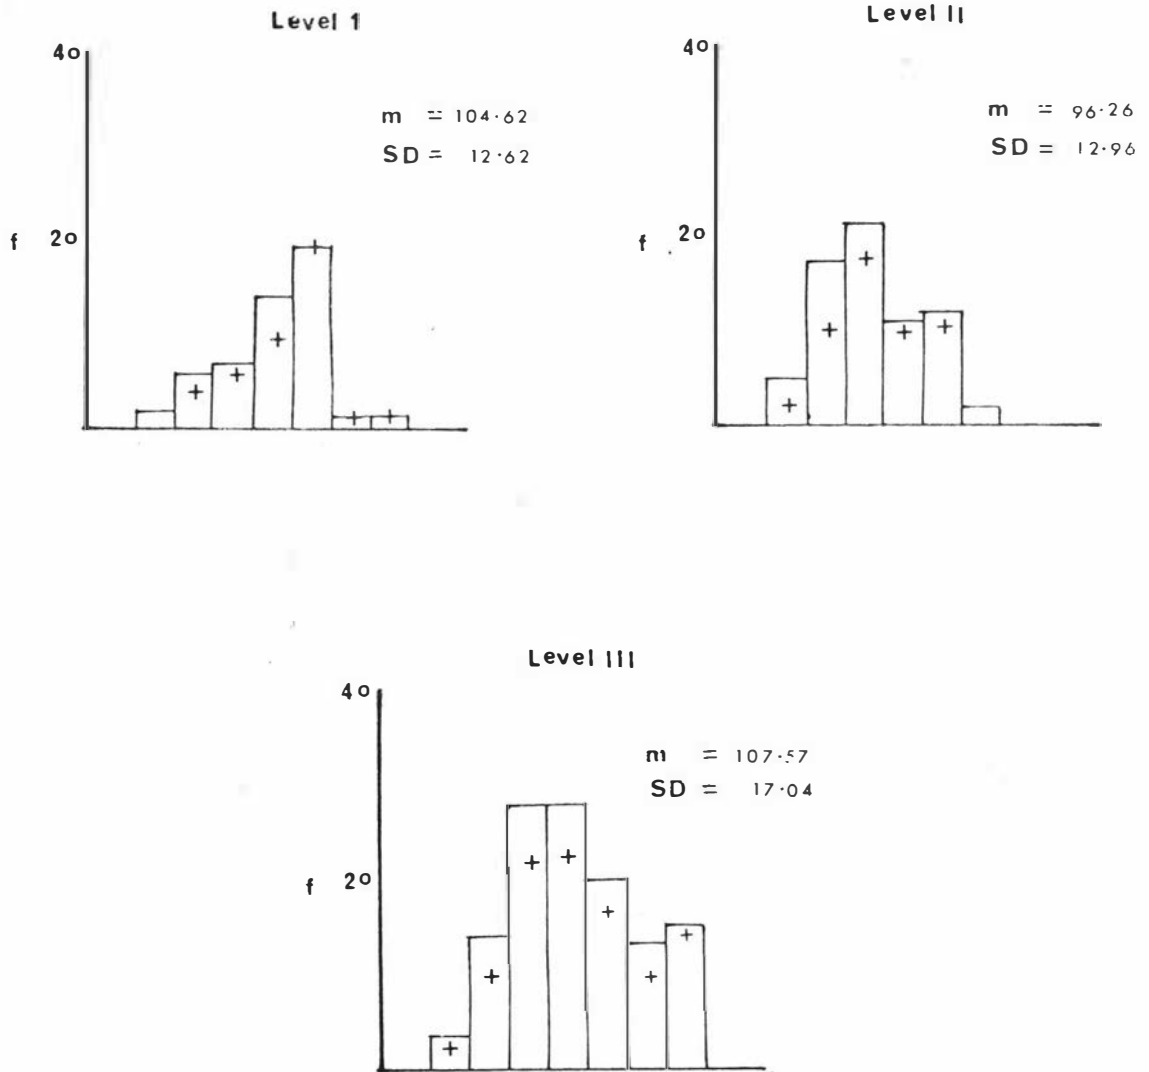 Level 1
40
m = 104.62
SD = 12.62
f 20
Level II
40
m = 96.26
SD = 12.96
f 20
Level III
40
m = 107.57
SD = 17.04
f 20